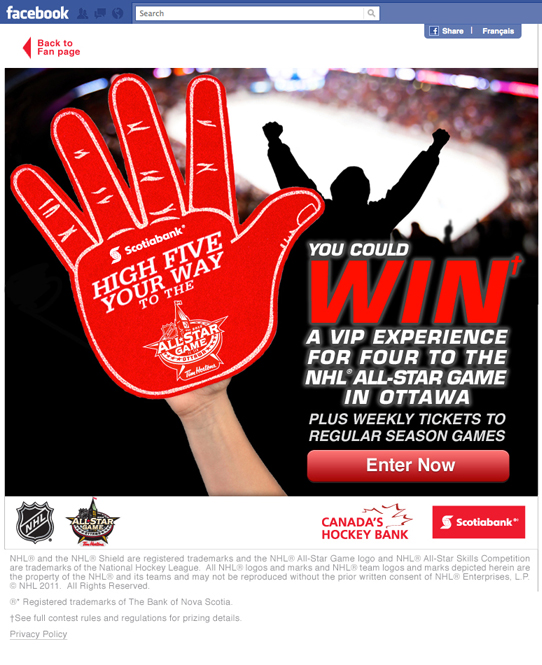 facebook
Search
Share | Français
Back to
Fan page
Scotiabank®
HIGH FIVE
YOUR WAY
TO THE
NHL
ALL·STAR
GAME
OTTAWA
Tim Hortons
YOU COULD
WIN†
A VIP EXPERIENCE
FOR FOUR TO THE
NHL® ALL-STAR GAME
IN OTTAWA
PLUS WEEKLY TICKETS TO
REGULAR SEASON GAMES
Enter Now
NHL
ALL·STAR
GAME
Tim Hortons
CANADA'S
HOCKEY BANK
Scotiabank®*
NHL® and the NHL® Shield are registered trademarks and the NHL® All-Star Game logo and NHL® All-Star Skills Competition
are trademarks of the National Hockey League. All NHL® logos and marks and NHL® team logos and marks depicted herein are
the property of the NHL® and its teams and may not be reproduced without the prior written consent of NHL® Enterprises, L.P.
© NHL 2011. All Rights Reserved.
®* Registered trademarks of The Bank of Nova Scotia.
†See full contest rules and regulations for prizing details.
Privacy Policy